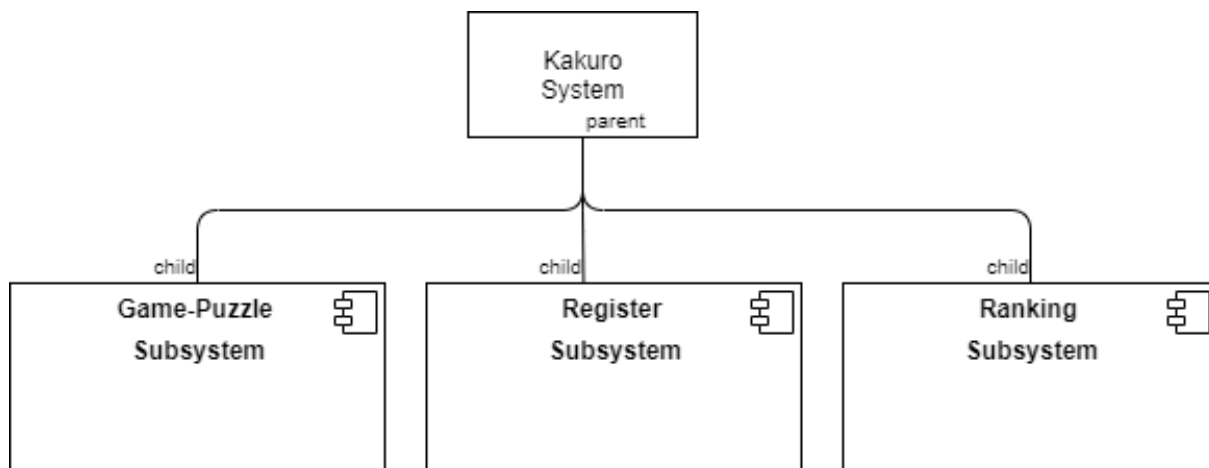 Kakuro
System
parent
child
child
child
Game-Puzzle
Subsystem
Register
Subsystem
Ranking
Subsystem